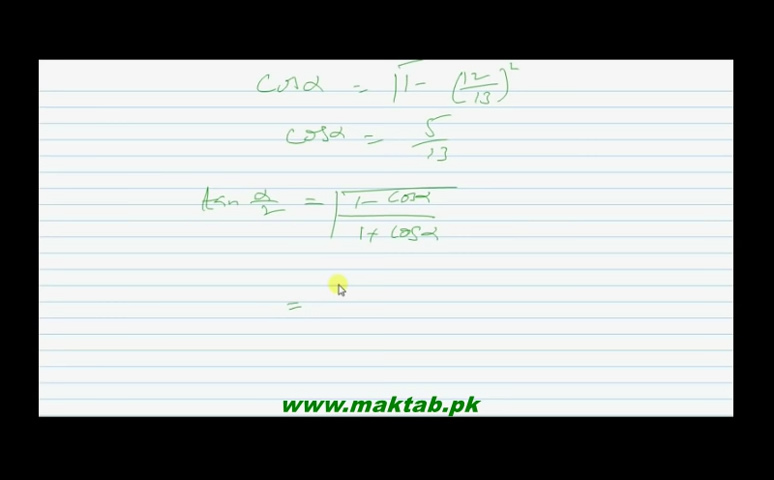 cosα = √1- (12/13)²
cosα = 5/13
tan α/2 = √(1- cosα / 1+ cosα)
=
www.maktab.pk